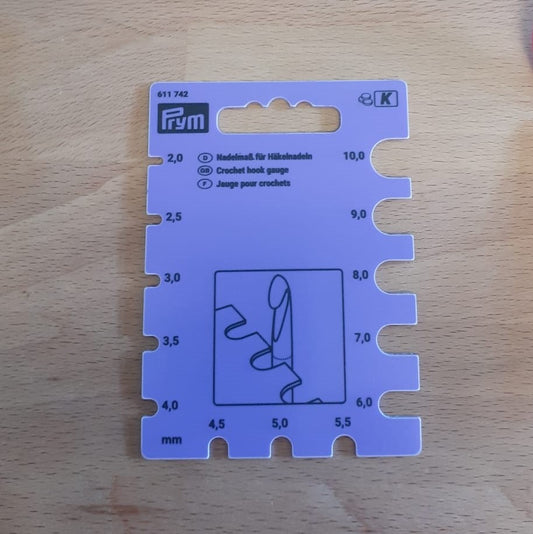 611 742
K
Prym
D Nadelmaß für Häkelnadeln
GB Crochet hook gauge
F Jauge pour crochets
2,0
10,0
2,5
9,0
3,0
8,0
3,5
7,0
4,0
6,0
4,5 5,0 5,5
mm